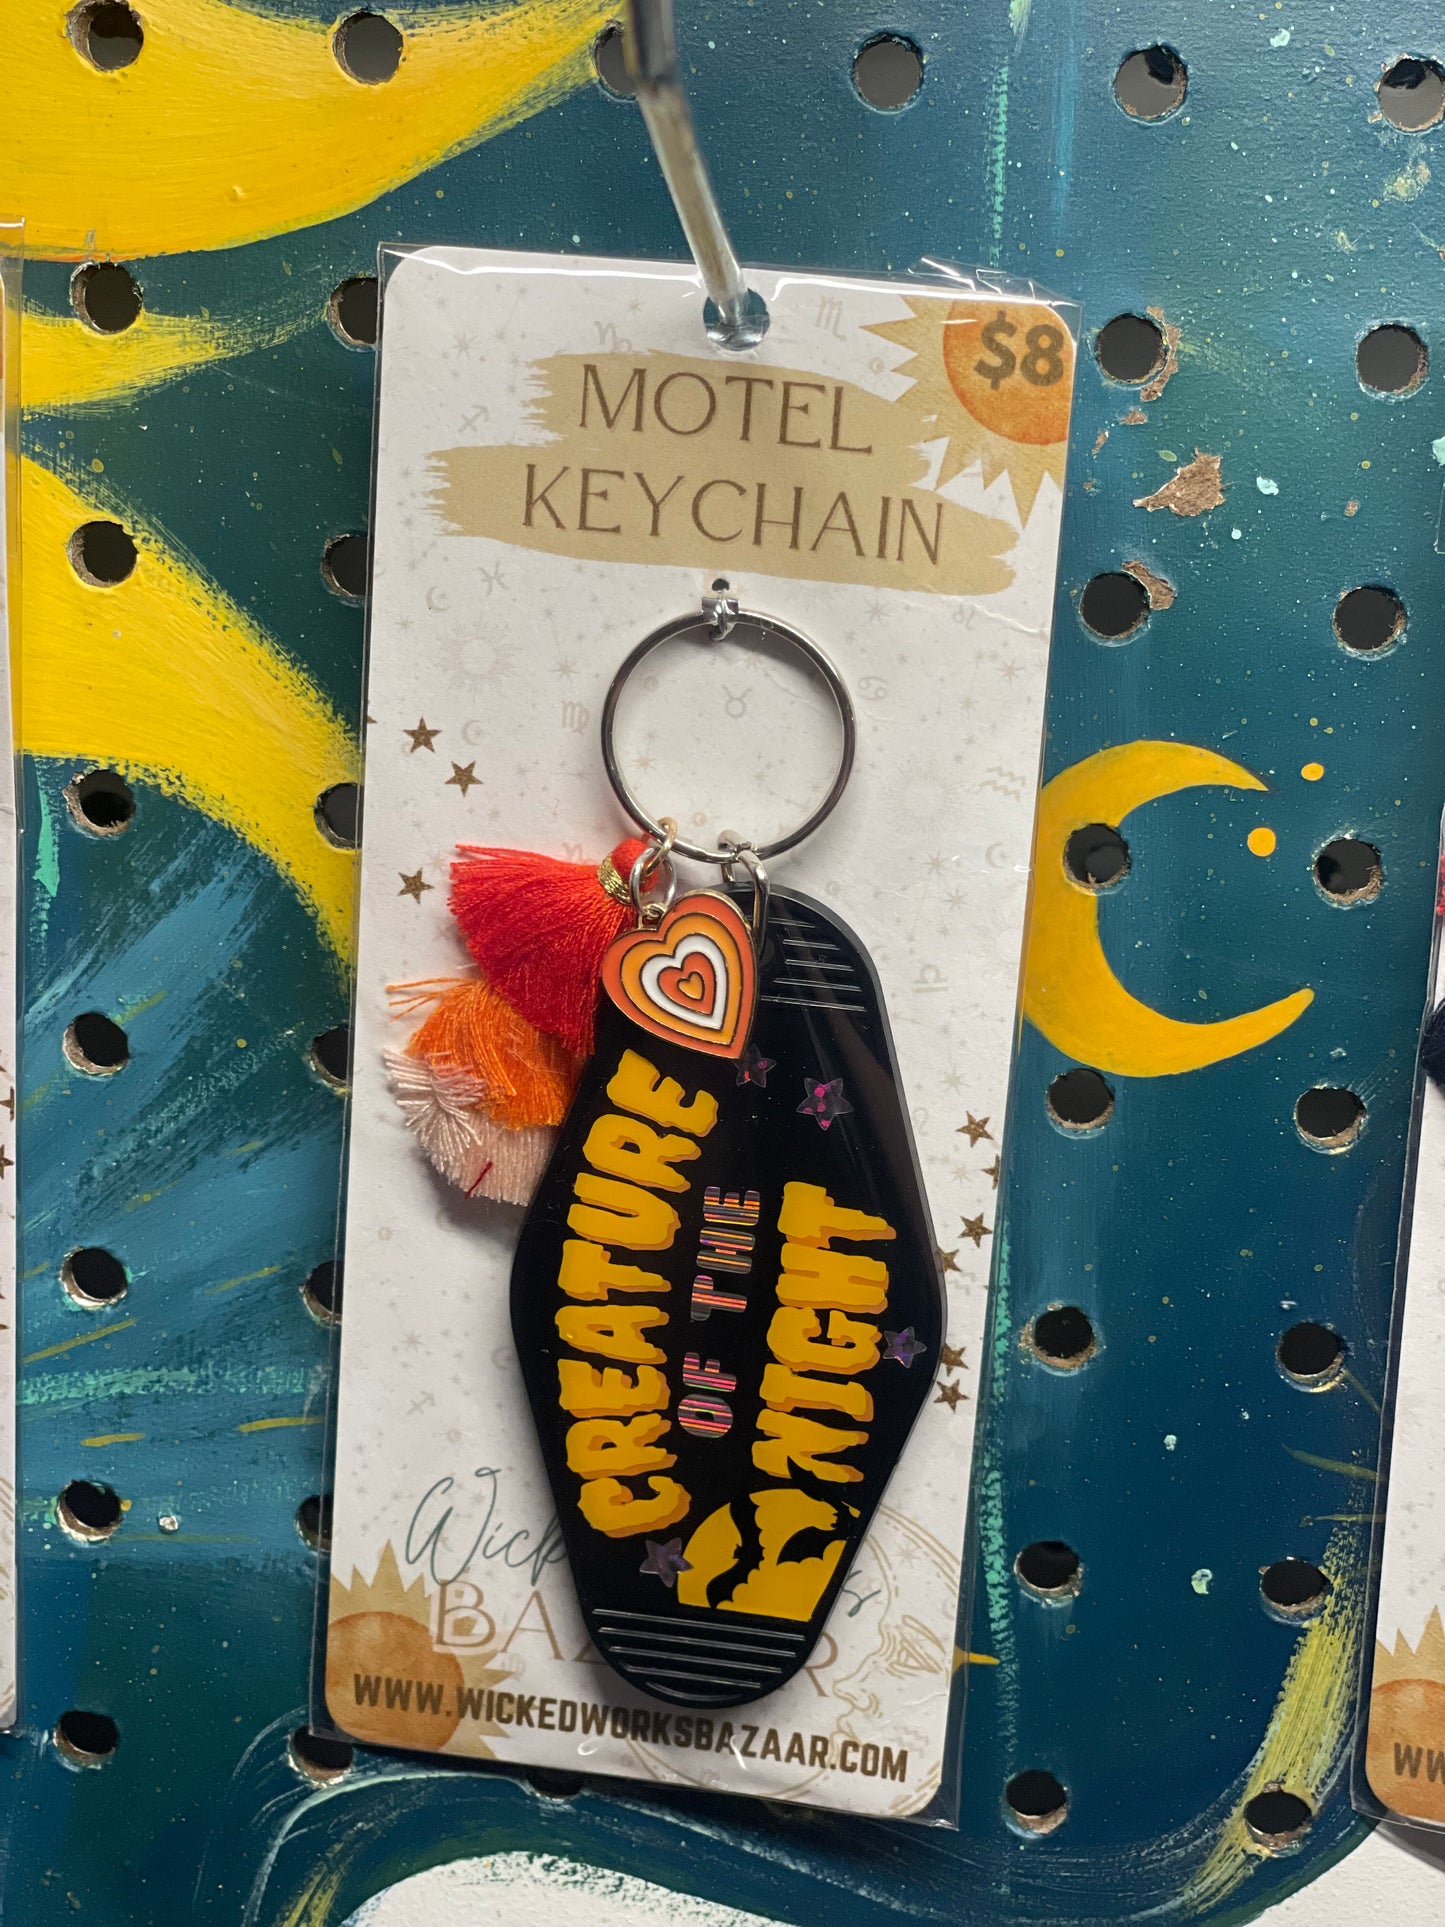 $8
MOTEL
KEYCHAIN
CREATURE
OF THE
NIGHT
BAZAAR
WWW.WICKEDWORKSBAZAAR.COM